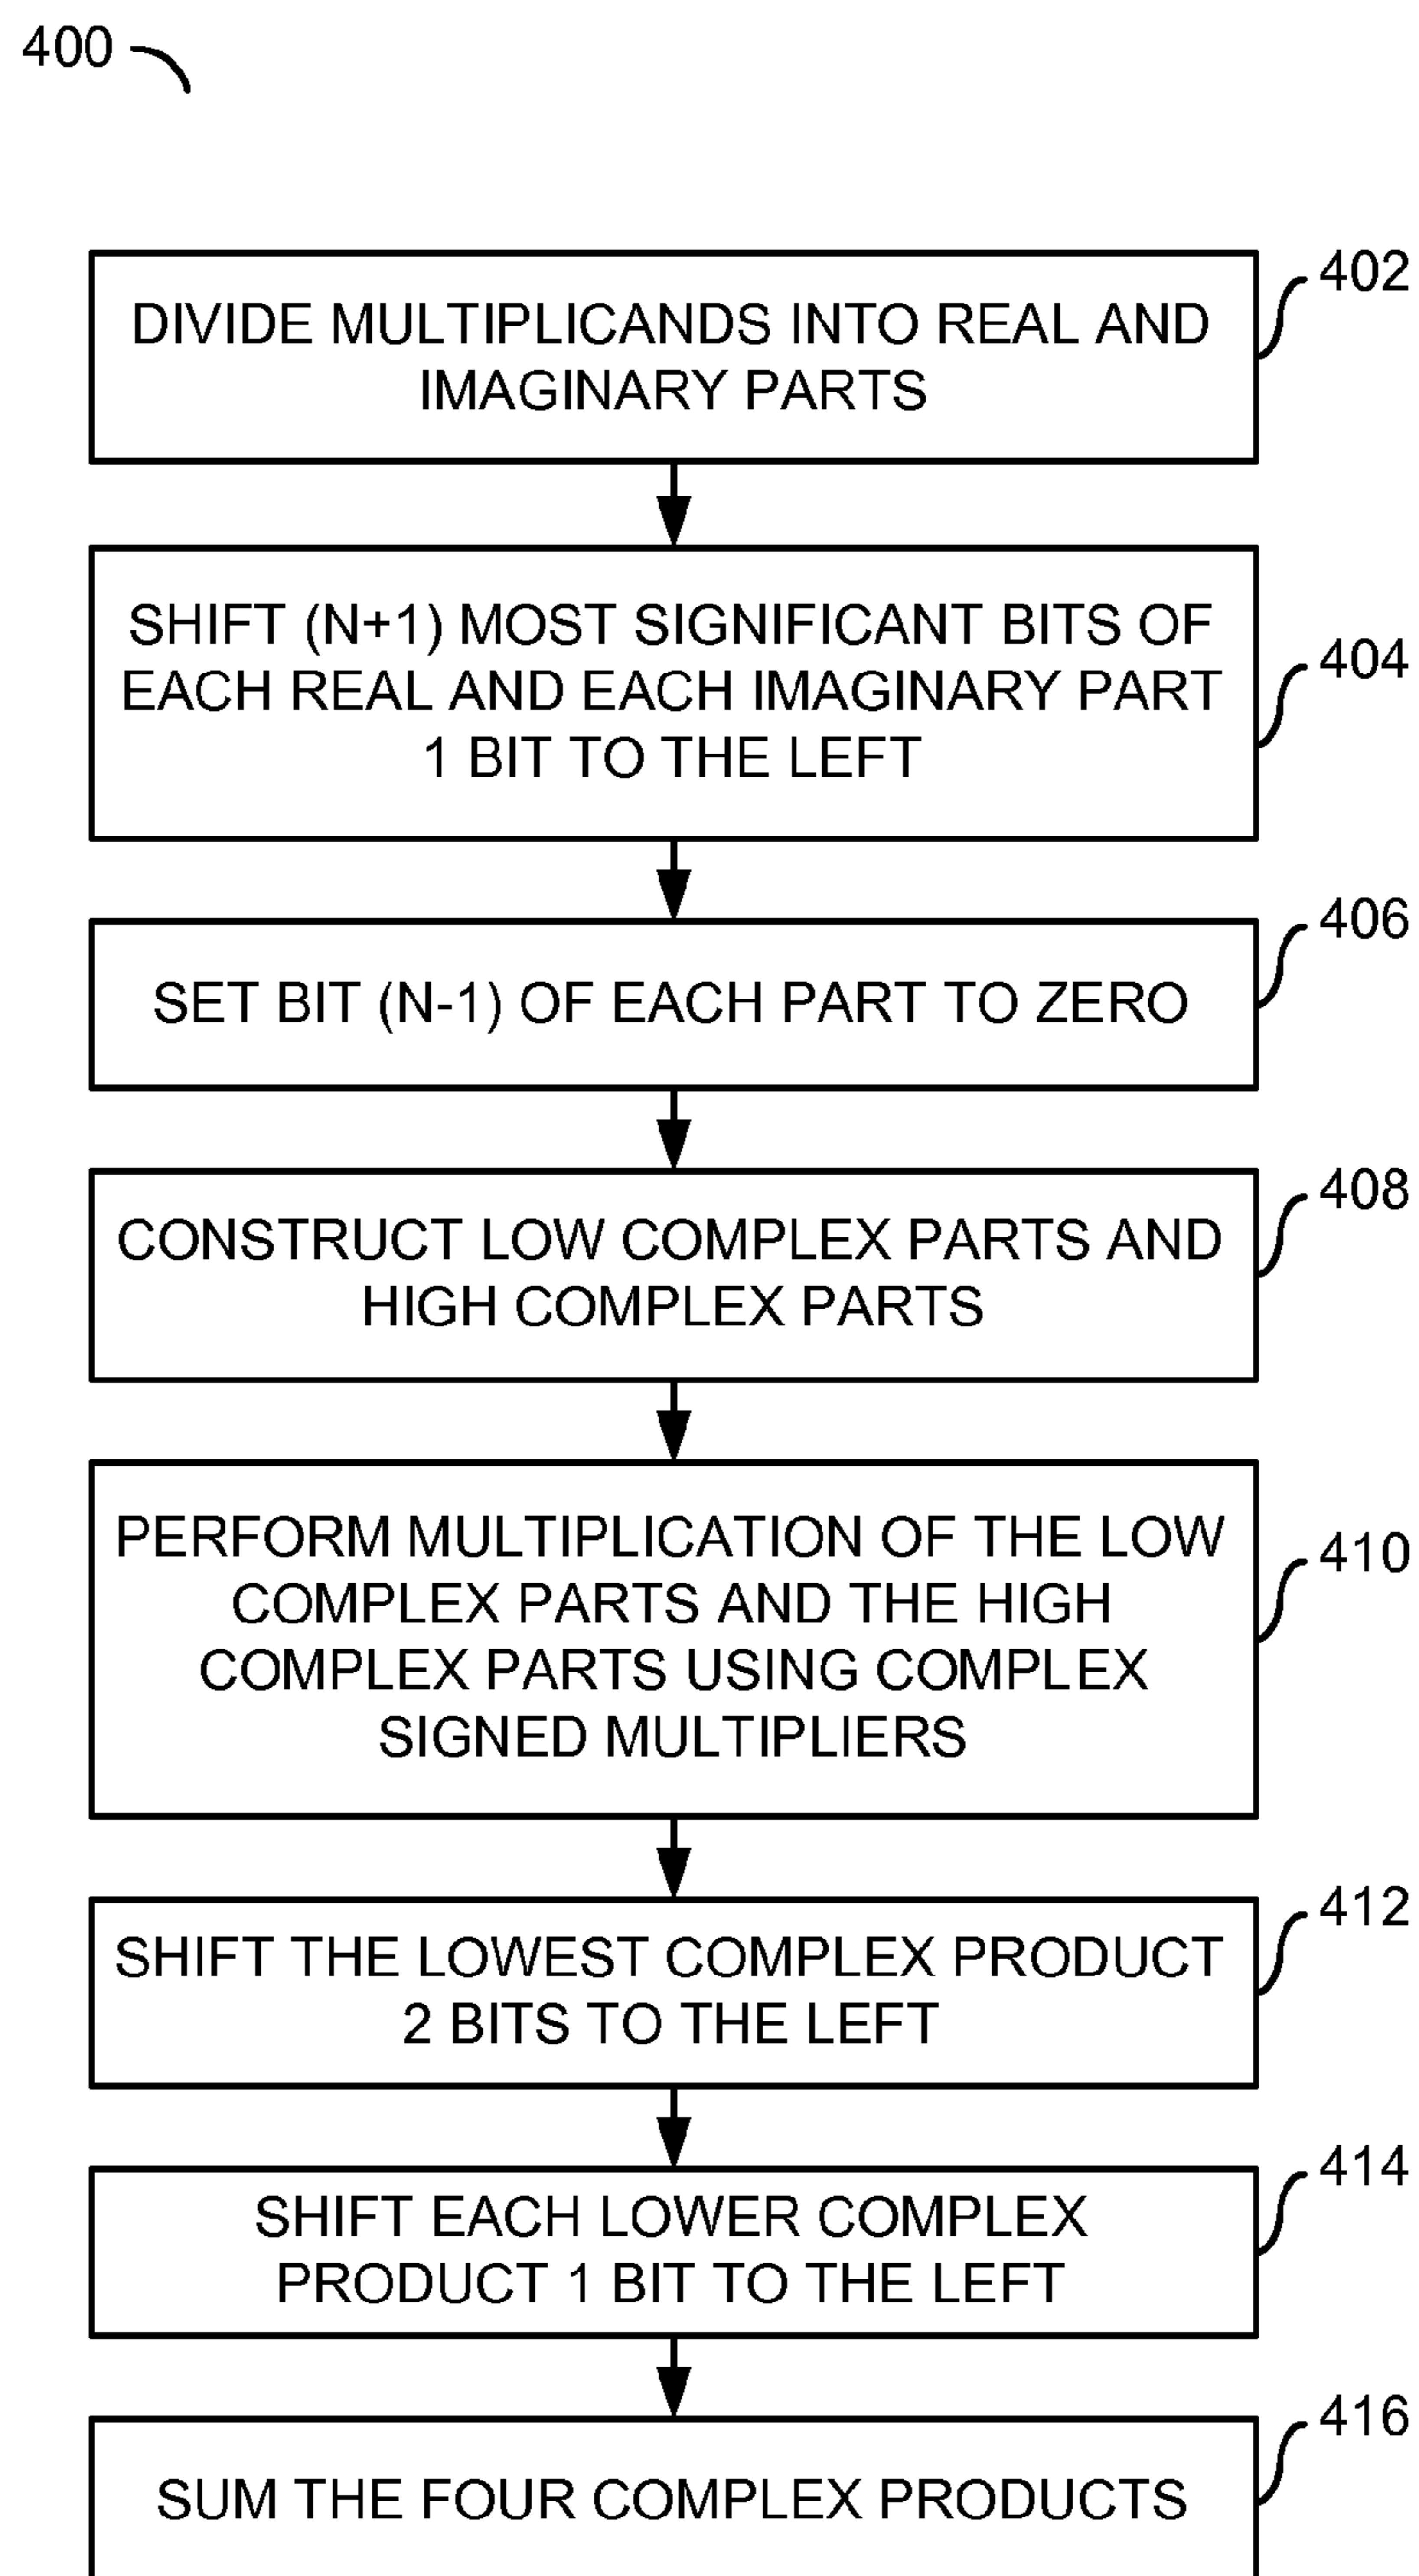 400
402
DIVIDE MULTIPLICANDS INTO REAL AND
IMAGINARY PARTS
SHIFT (N+1) MOST SIGNIFICANT BITS OF
EACH REAL AND EACH IMAGINARY PART
1 BIT TO THE LEFT
404
406
SET BIT (N-1) OF EACH PART TO ZERO
408
CONSTRUCT LOW COMPLEX PARTS AND
HIGH COMPLEX PARTS
PERFORM MULTIPLICATION OF THE LOW
COMPLEX PARTS AND THE HIGH
COMPLEX PARTS USING COMPLEX
SIGNED MULTIPLIERS
410
412
SHIFT THE LOWEST COMPLEX PRODUCT
2 BITS TO THE LEFT
414
SHIFT EACH LOWER COMPLEX
PRODUCT 1 BIT TO THE LEFT
416
SUM THE FOUR COMPLEX PRODUCTS